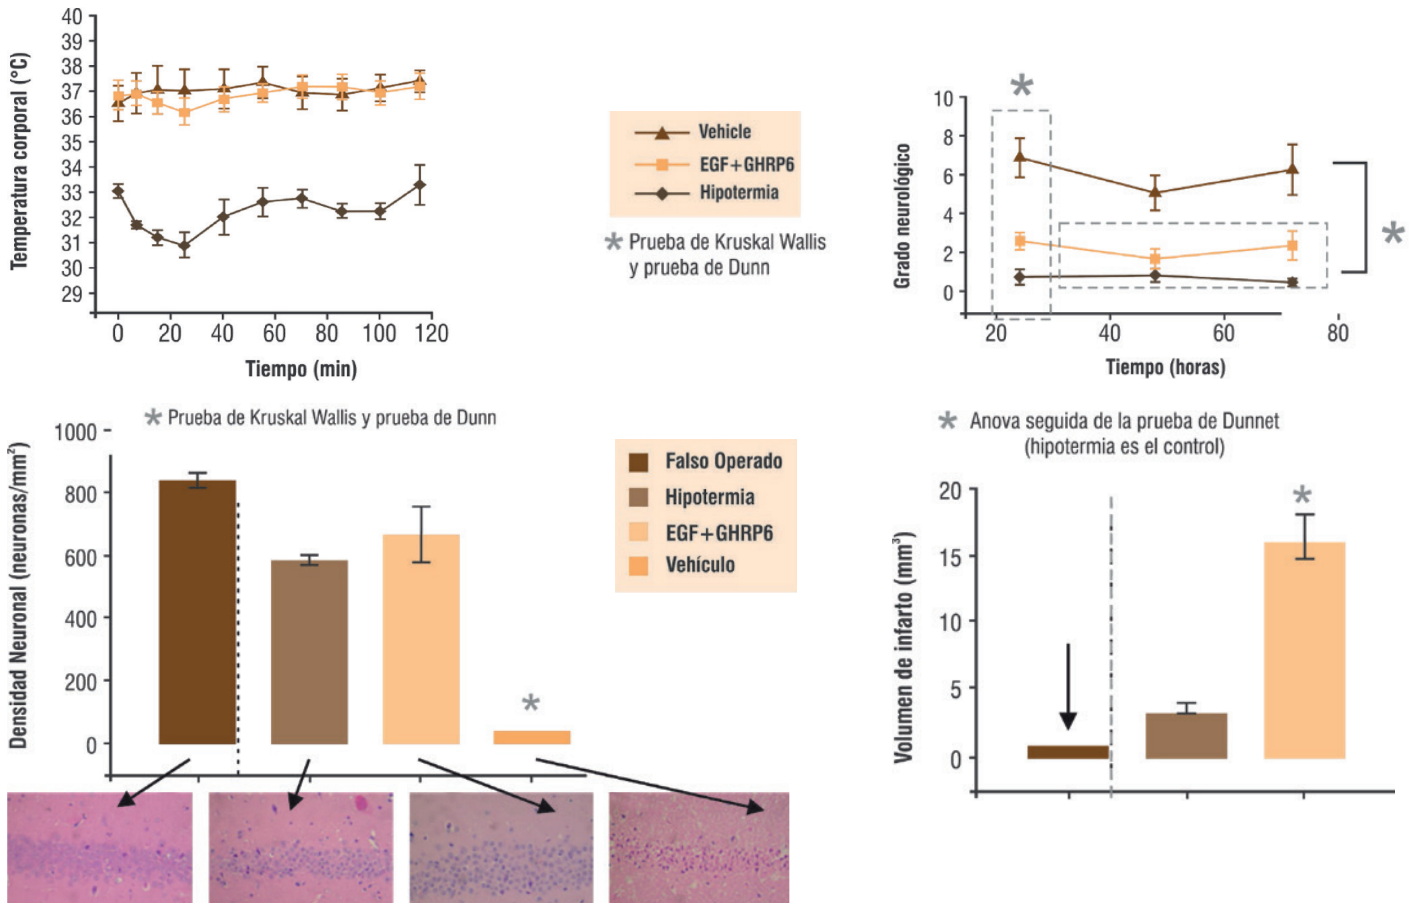 40
39
38
37
36
35
34
33
32
31
30
29
Temperatura corporal (°C)
0 20 40 60 80 100 120
Tiempo (min)
Vehicle
EGF+GHRP6
Hipotermia
* Prueba de Kruskal Wallis
y prueba de Dunn
*
10
8
6
4
2
0
Grado neurológico
*
20 40 60 80
Tiempo (horas)
* Prueba de Kruskal Wallis y prueba de Dunn
1000
800
600
400
200
0
Densidad Neuronal (neuronas/mm²)
*
Falso Operado
Hipotermia
EGF+GHRP6
Vehículo
* Anova seguida de la prueba de Dunnet
(hipotermia es el control)
20
15
10
5
0
Volumen de infarto (mm³)
*